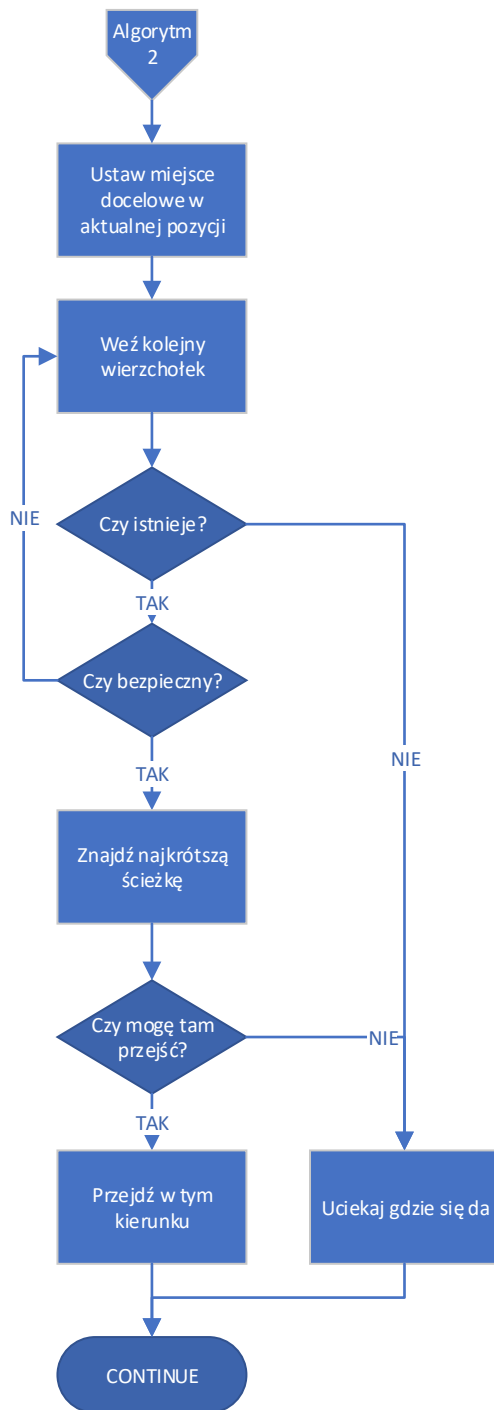 Algorytm
2
Ustaw miejsce
docelowe w
aktualnej pozycji
Weź kolejny
wierzchołek
Czy istnieje?
NIE
TAK
Czy bezpieczny?
NIE
TAK
Znajdź najkrótszą
ścieżkę
Czy mogę tam
przejść?
NIE
TAK
Przejdź w tym
kierunku
Uciekaj gdzie się da
CONTINUE